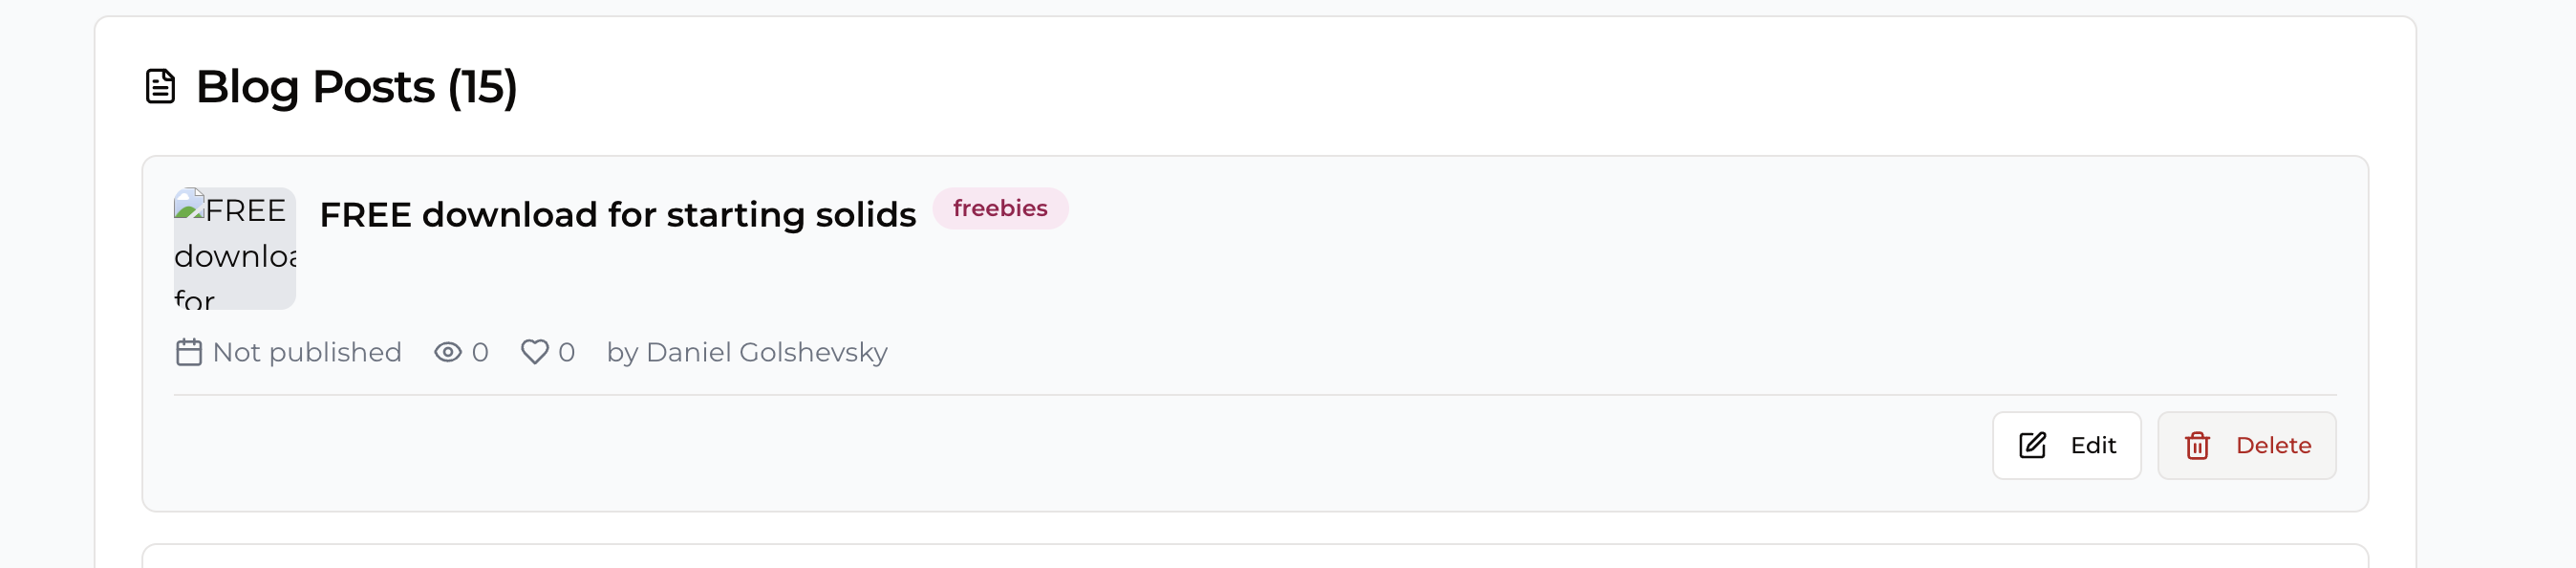 Blog Posts (15)
FREE download for starting solids freebies
FREE
downloa
for
Not published 0 0 by Daniel Golshevsky
Edit Delete